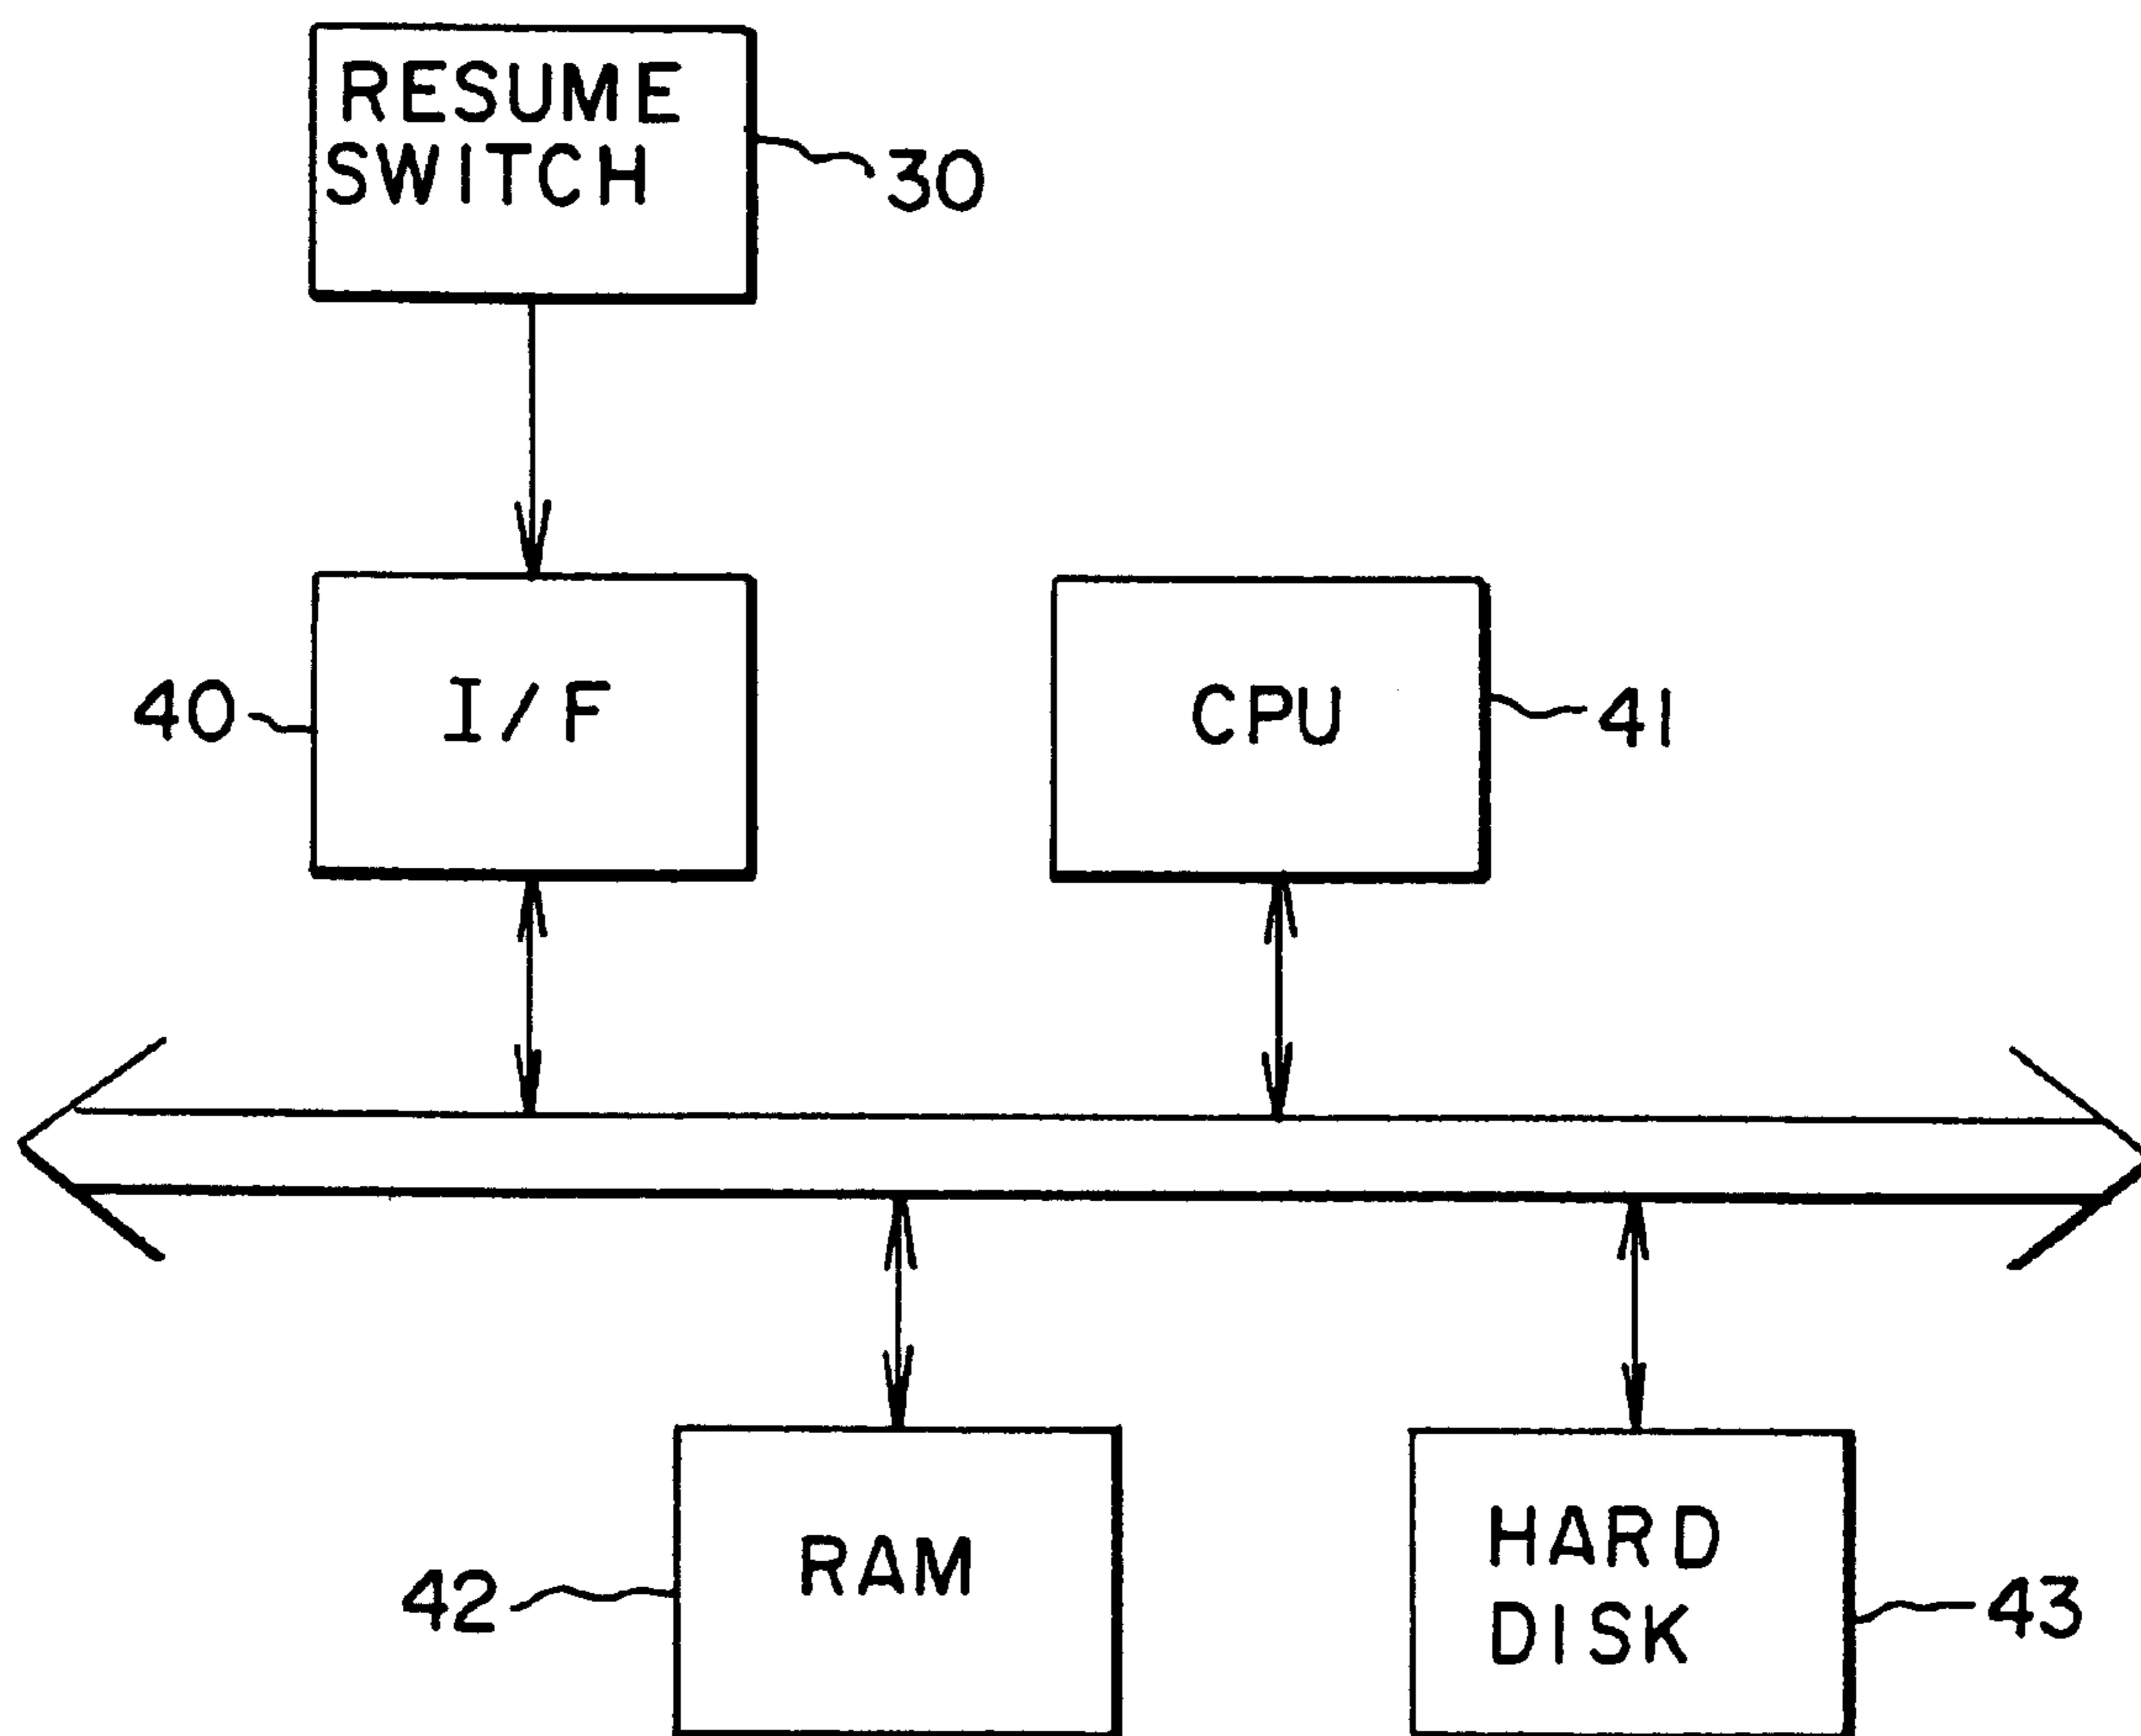 RESUME
SWITCH
30
40
I/F
CPU
41
42
RAM
HARD
DISK
43